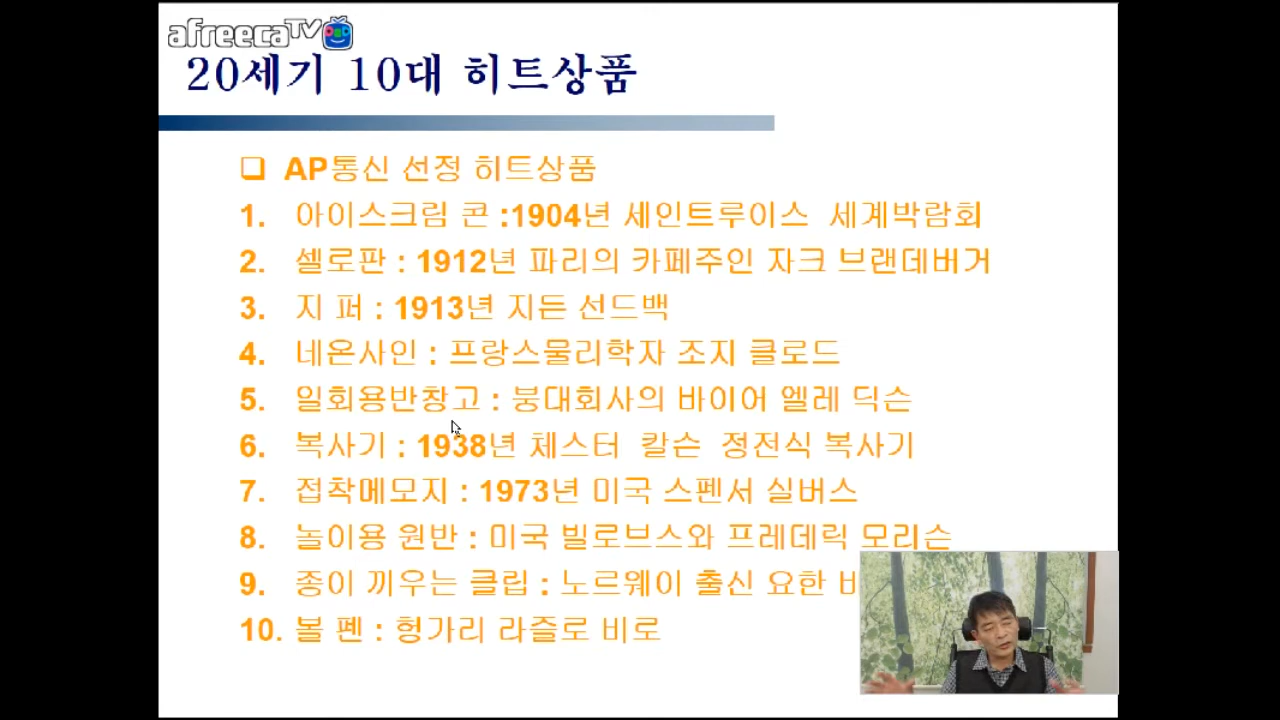 afreecaTV
20세기 10대 히트상품
❑ AP통신 선정 히트상품
1. 아이스크림 콘 :1904년 세인트루이스 세계박람회
2. 셀로판 : 1912년 파리의 카페주인 자크 브랜데버거
3. 지 퍼 : 1913년 지든 선드백
4. 네온사인 : 프랑스물리학자 조지 클로드
5. 일회용반창고 : 붕대회사의 바이어 엘레 딕슨
6. 복사기 : 1938년 체스터 칼슨 정전식 복사기
7. 접착메모지 : 1973년 미국 스펜서 실버스
8. 놀이용 원반 : 미국 빌로브스와 프레데릭 모리슨
9. 종이 끼우는 클립 : 노르웨이 출신 요한
10. 볼 펜 : 헝가리 라즐로 비로